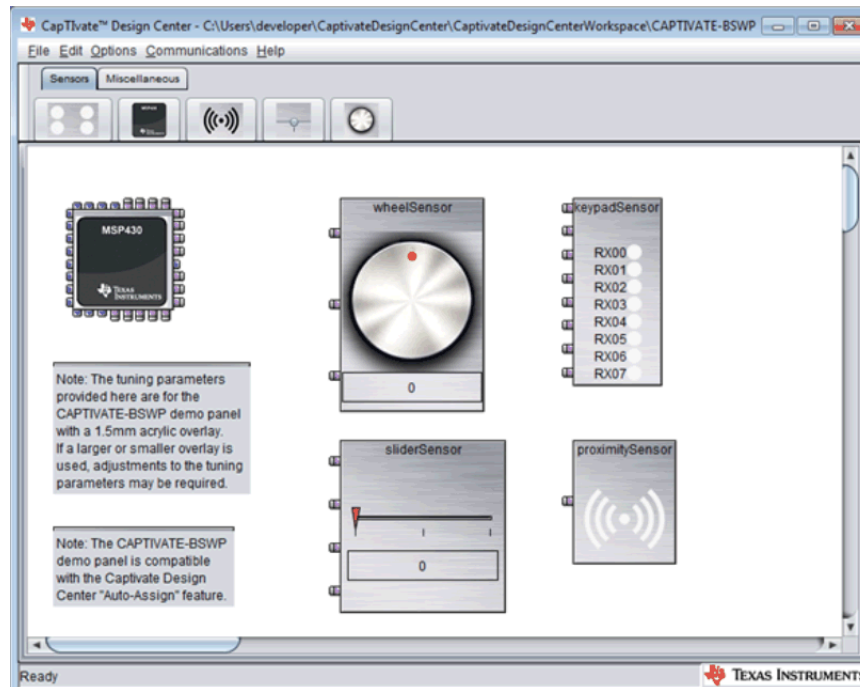 CapTIvate™ Design Center - C:\Users\developer\CaptivateDesignCenter\CaptivateDesignCenterWorkspace\CAPTIVATE-BSWP
File Edit Options Communications Help
Sensors Miscellaneous
MSP430
TEXAS
INSTRUMENTS
Note: The tuning parameters
provided here are for the
CAPTIVATE-BSWP demo panel
with a 1.5mm acrylic overlay.
If a larger or smaller overlay is
used, adjustments to the tuning
parameters may be required.
Note: The CAPTIVATE-BSWP
demo panel is compatible
with the Captivate Design
Center "Auto-Assign" feature.
wheelSensor
0
sliderSensor
0
keypadSensor
RX00
RX01
RX02
RX03
RX04
RX05
RX06
RX07
proximitySensor
Ready
TEXAS INSTRUMENTS